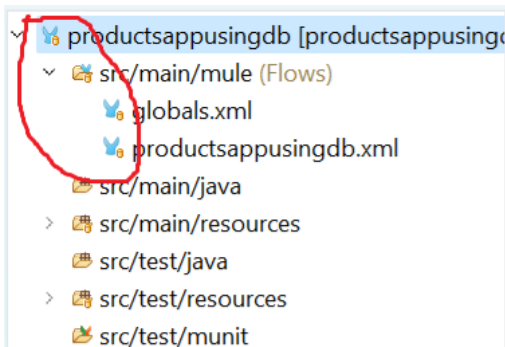 productsappusingdb [productsappusingd
src/main/mule (Flows)
globals.xml
productsappusingdb.xml
src/main/java
src/main/resources
src/test/java
src/test/resources
src/test/munit